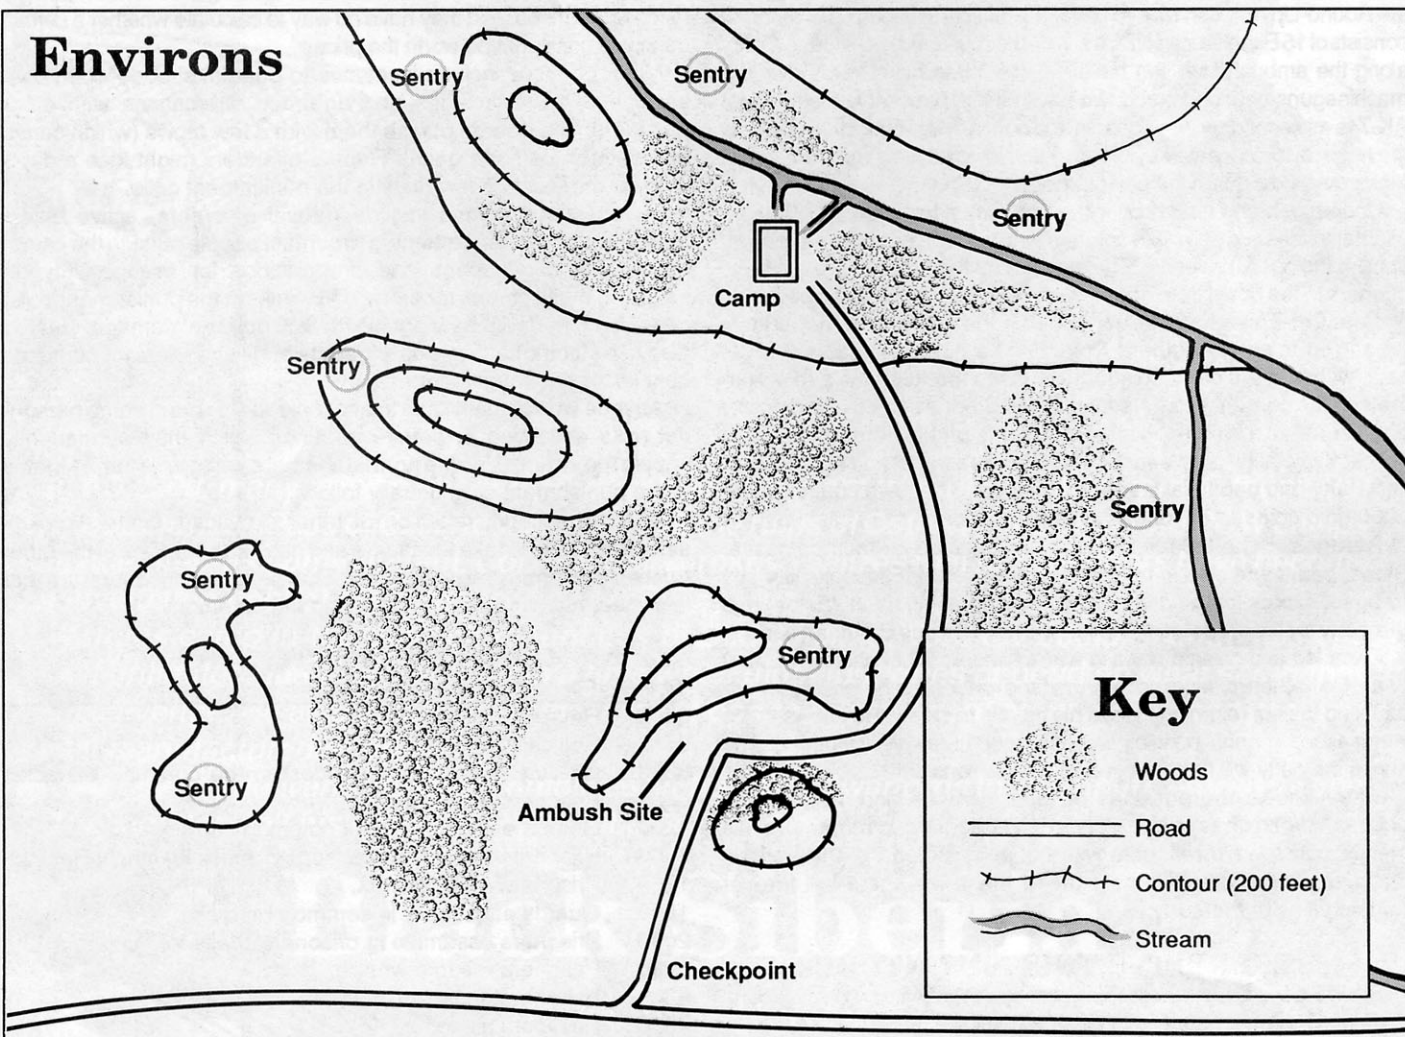 Environs
Sentry
Sentry
Sentry
Camp
Sentry
Sentry
Sentry
Sentry
Sentry
Ambush Site
Checkpoint
Key
Woods
Road
Contour (200 feet)
Stream